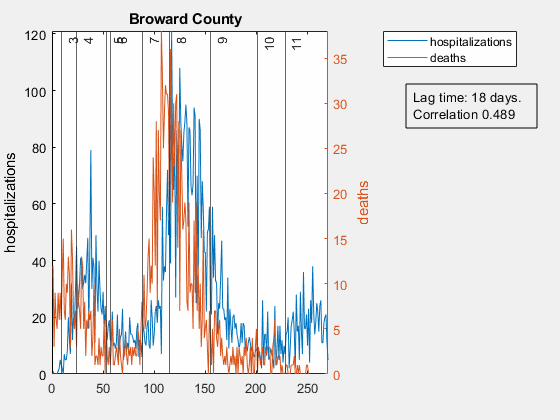 Broward County
hospitalizations
deaths
Lag time: 18 days.
Correlation 0.489
3 4 5 6 7 8 9 10 11
120
100
80
60
40
20
0
hospitalizations
35
30
25
20
15
10
5
0
deaths
0 50 100 150 200 250